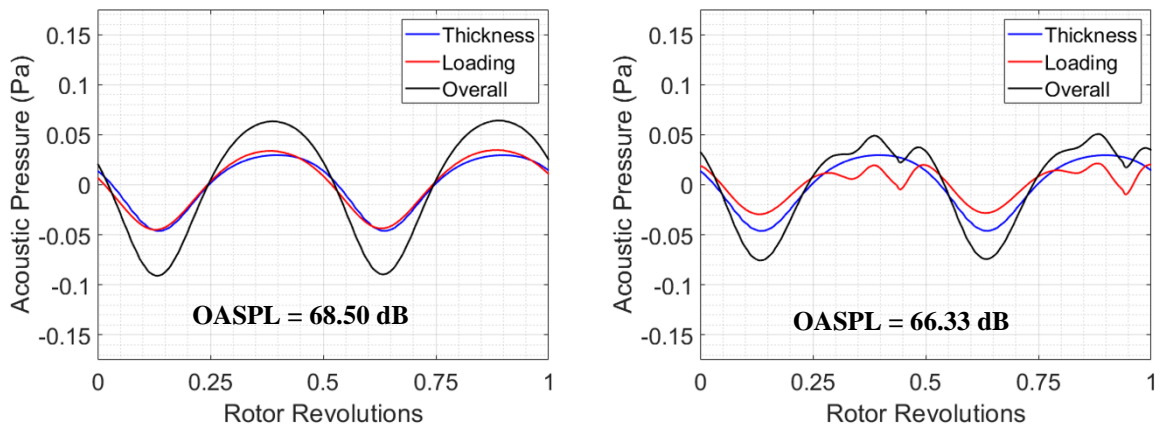 Acoustic Pressure (Pa)
0.15
0.1
0.05
0
-0.05
-0.1
-0.15
Thickness
Loading
Overall
OASPL = 68.50 dB
0
0.25
0.5
0.75
1
Rotor Revolutions
Acoustic Pressure (Pa)
0.15
0.1
0.05
0
-0.05
-0.1
-0.15
Thickness
Loading
Overall
OASPL = 66.33 dB
0
0.25
0.5
0.75
1
Rotor Revolutions